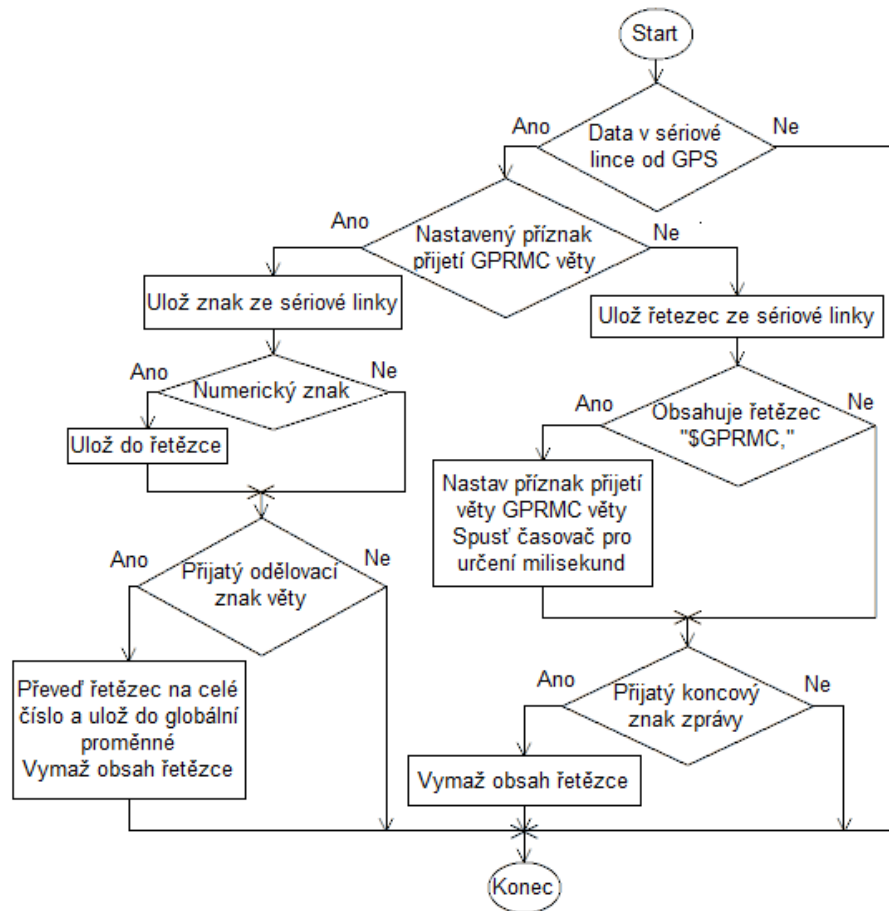 Start
Ano
Data v sériové
lince od GPS
Ne
Ano
Nastavený příznak
přijetí GPRMC věty
Ne
Ulož znak ze sériové linky
Ulož řetezec ze sériové linky
Ano
Numerický znak
Ne
Ulož do řetězce
Ano
Obsahuje řetězec
"$GPRMC,"
Ne
Nastav příznak přijetí
věty GPRMC věty
Spusť časovač pro
určení milisekund
Ano
Přijatý odělovací
znak věty
Ne
Převeď řetězec na celé
číslo a ulož do globální
proměnné
Vymaž obsah řetězce
Ano
Přijatý koncový
znak zprávy
Ne
Vymaž obsah řetězce
Konec